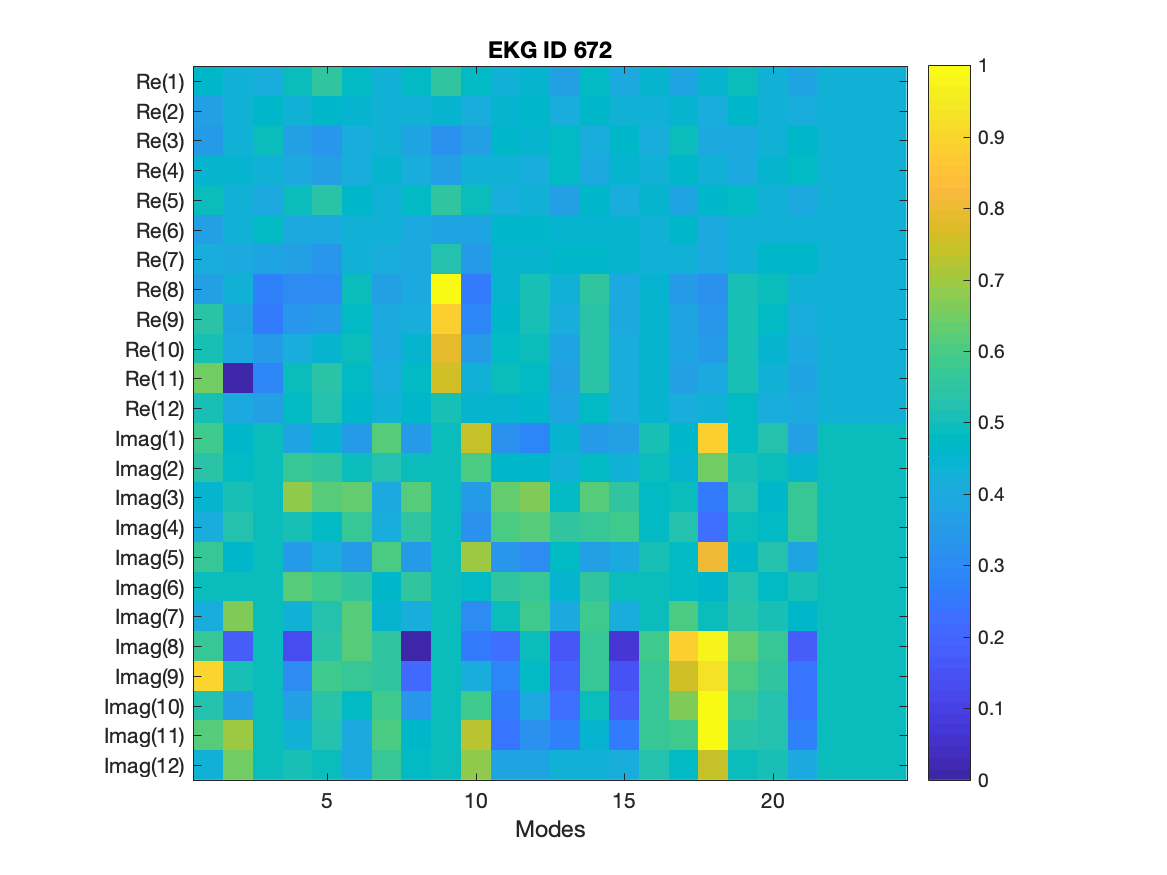 EKG ID 672
Re(1)
Re(2)
Re(3)
Re(4)
Re(5)
Re(6)
Re(7)
Re(8)
Re(9)
Re(10)
Re(11)
Re(12)
Imag(1)
Imag(2)
Imag(3)
Imag(4)
Imag(5)
Imag(6)
Imag(7)
Imag(8)
Imag(9)
Imag(10)
Imag(11)
Imag(12)
5 10 15 20
Modes
1
0.9
0.8
0.7
0.6
0.5
0.4
0.3
0.2
0.1
0